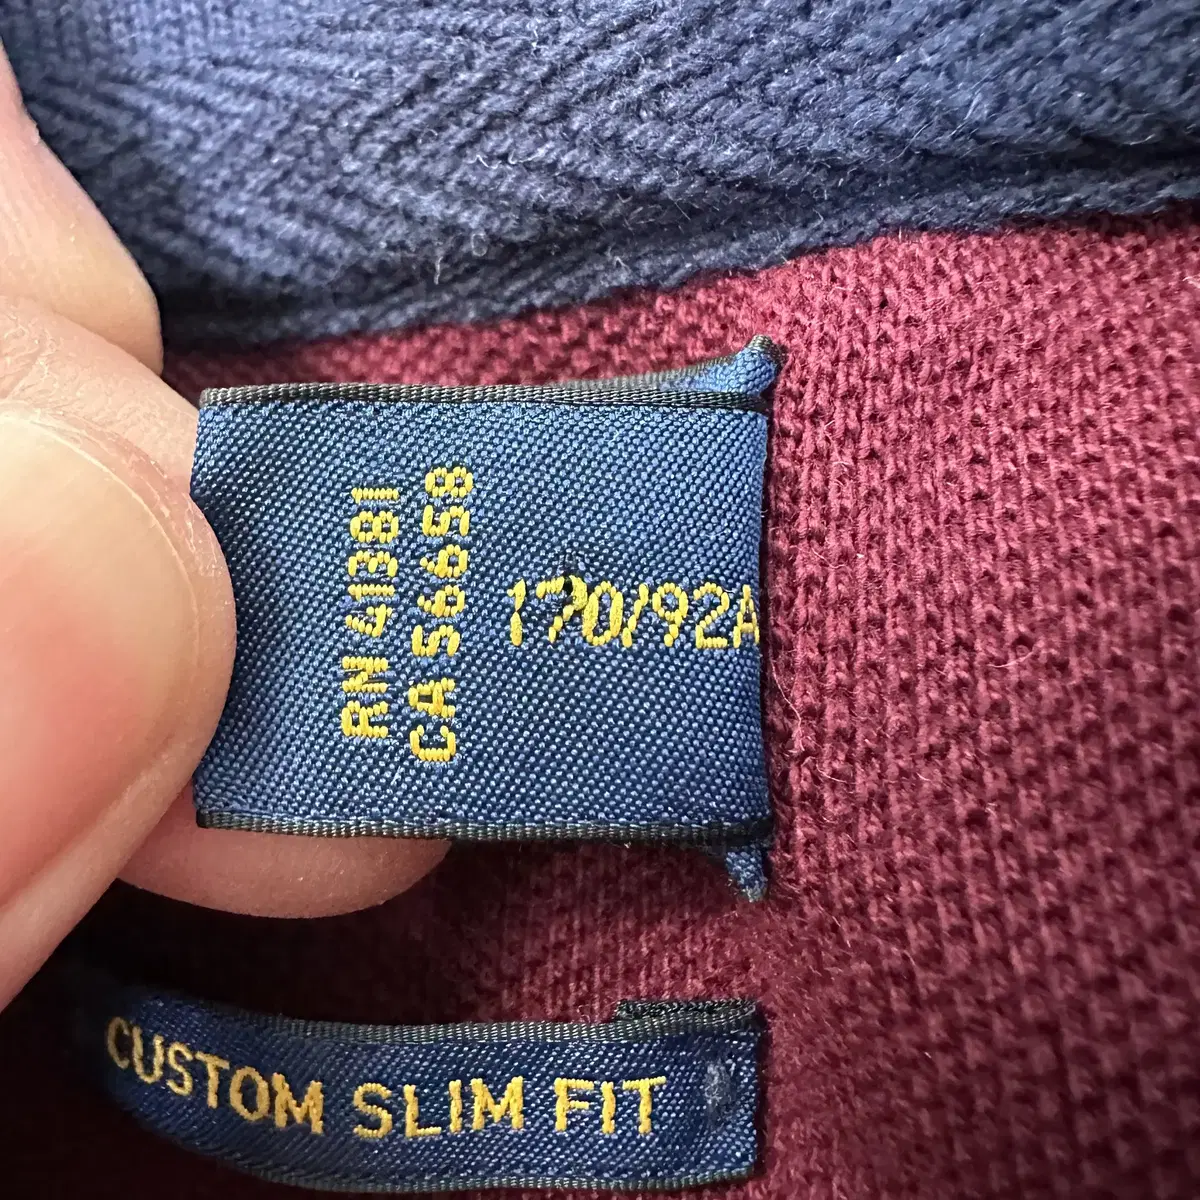 RN 41381
CA 56658
170/92A
CUSTOM SLIM FIT